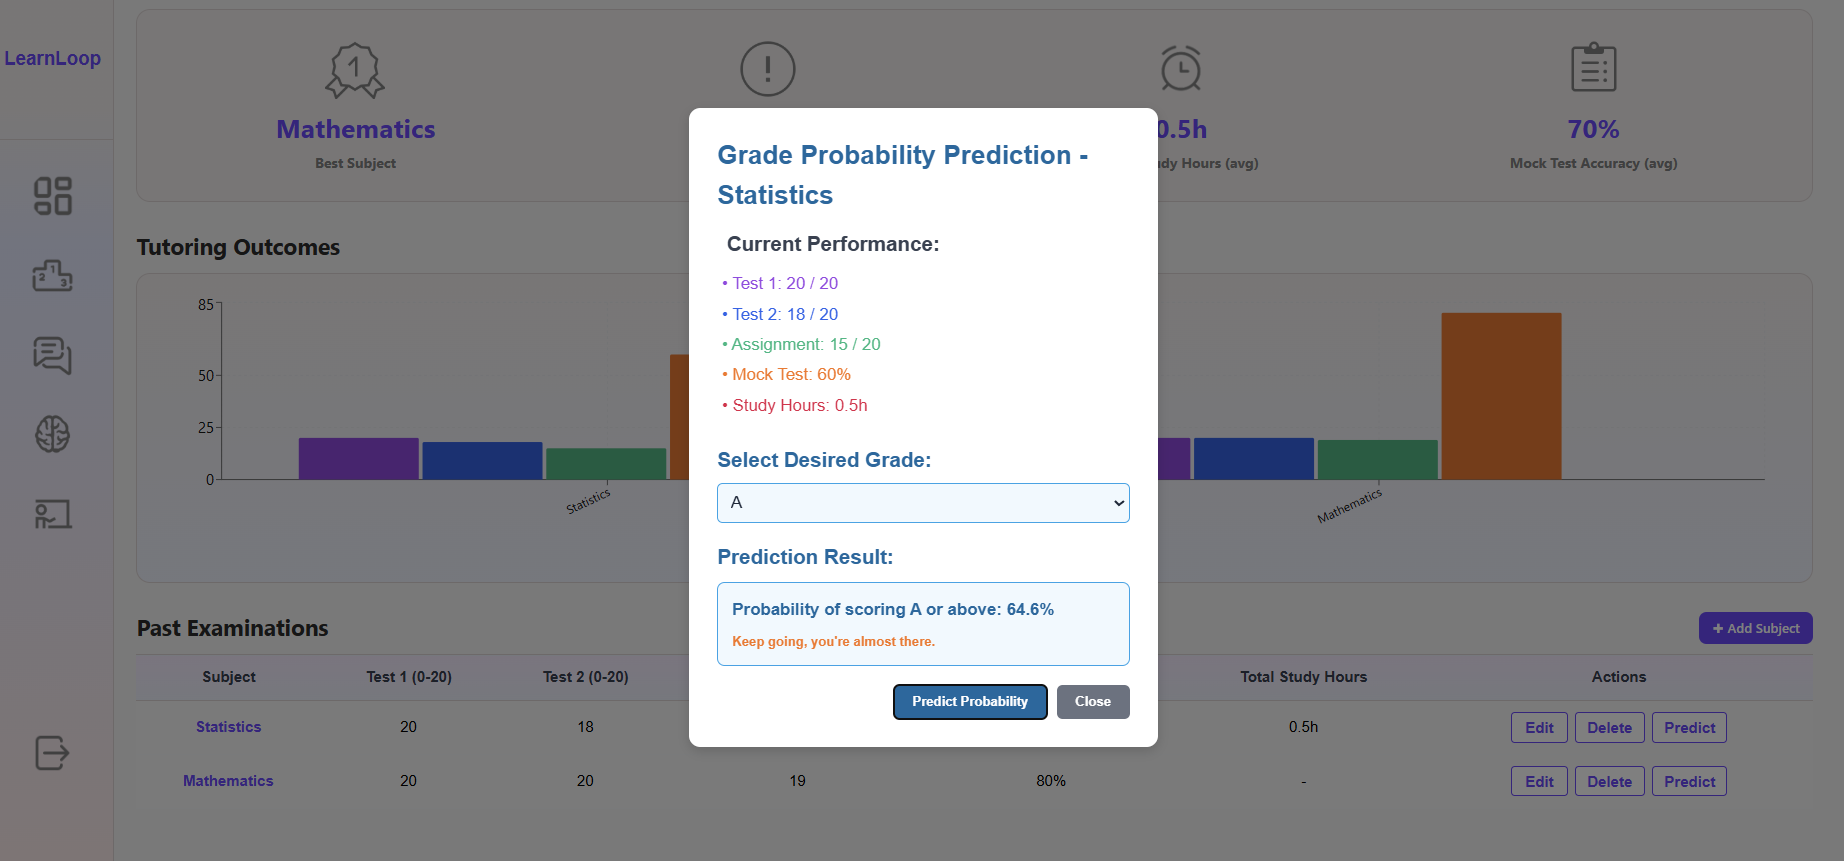 LearnLoop
1
!
Mathematics
Best Subject
0.5h
dy Hours (avg)
70%
Mock Test Accuracy (avg)
1
2
3
Tutoring Outcomes
85
50
25
0
Statistics
Mathematics
Grade Probability Prediction -
Statistics
Current Performance:
• Test 1: 20 / 20
• Test 2: 18 / 20
• Assignment: 15 / 20
• Mock Test: 60%
• Study Hours: 0.5h
Select Desired Grade:
A
Prediction Result:
Probability of scoring A or above: 64.6%
Keep going, you're almost there.
Predict Probability
Close
Past Examinations
+ Add Subject
Subject Test 1 (0-20) Test 2 (0-20) Total Study Hours Actions
Statistics 20 18 0.5h Edit Delete Predict
Mathematics 20 20 19 80% - Edit Delete Predict